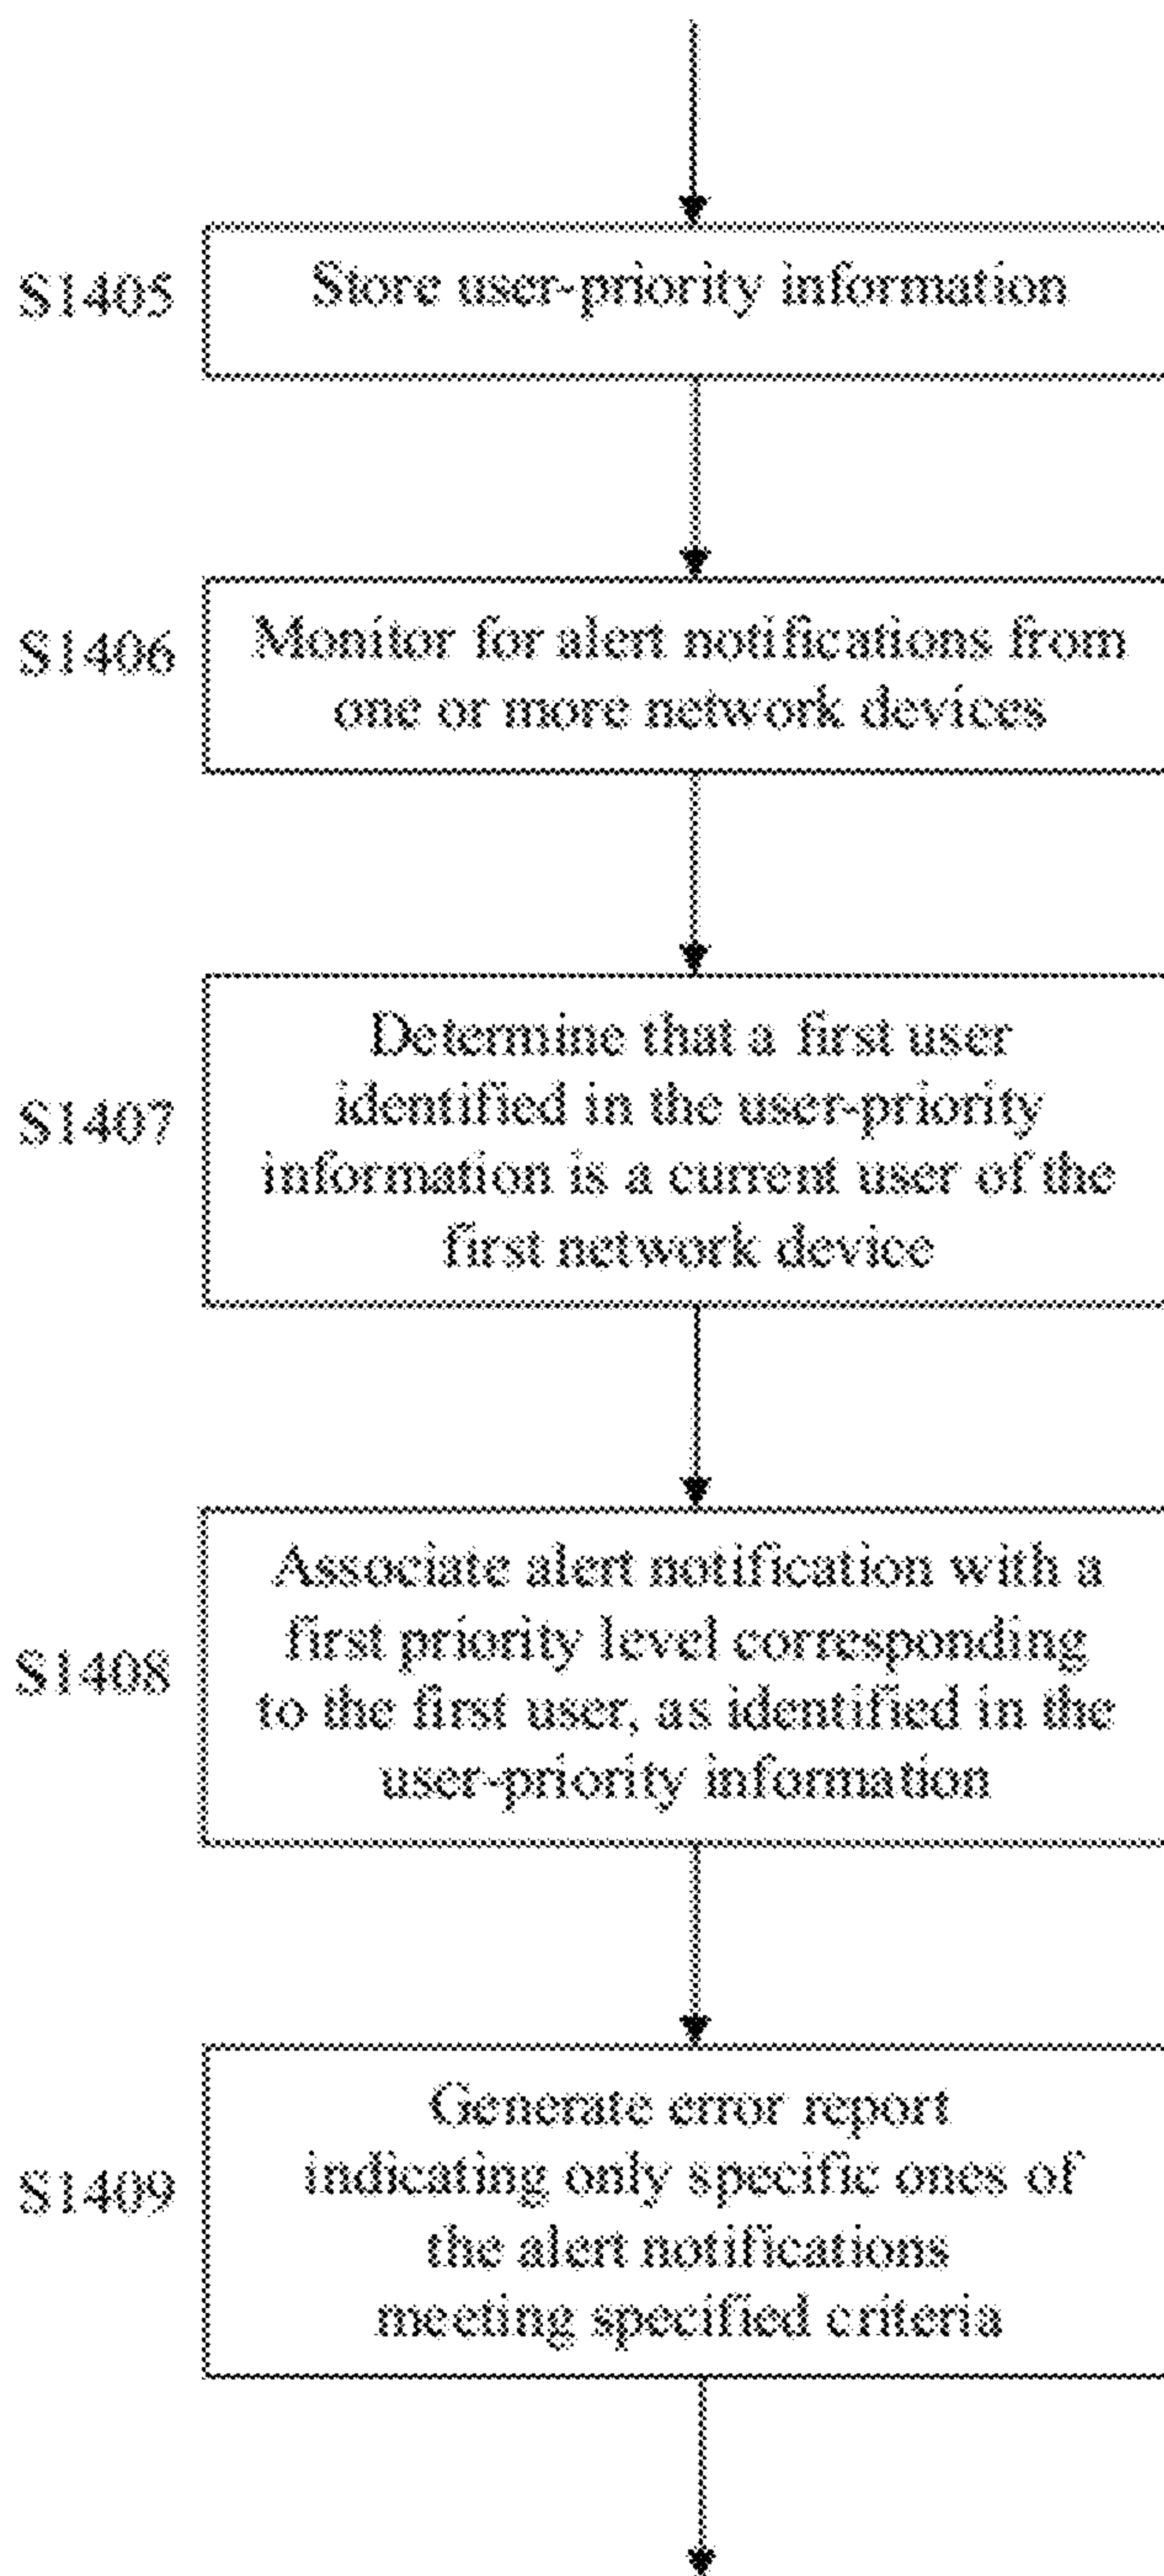 S1405
Store user-priority information
S1406
Monitor for alert notifications from
one or more network devices
S1407
Determine that a first user
identified in the user-priority
information is a current user of the
first network device
S1408
Associate alert notification with a
first priority level corresponding
to the first user, as identified in the
user-priority information
S1409
Generate error report
indicating only specific ones of
the alert notifications
meeting specified criteria